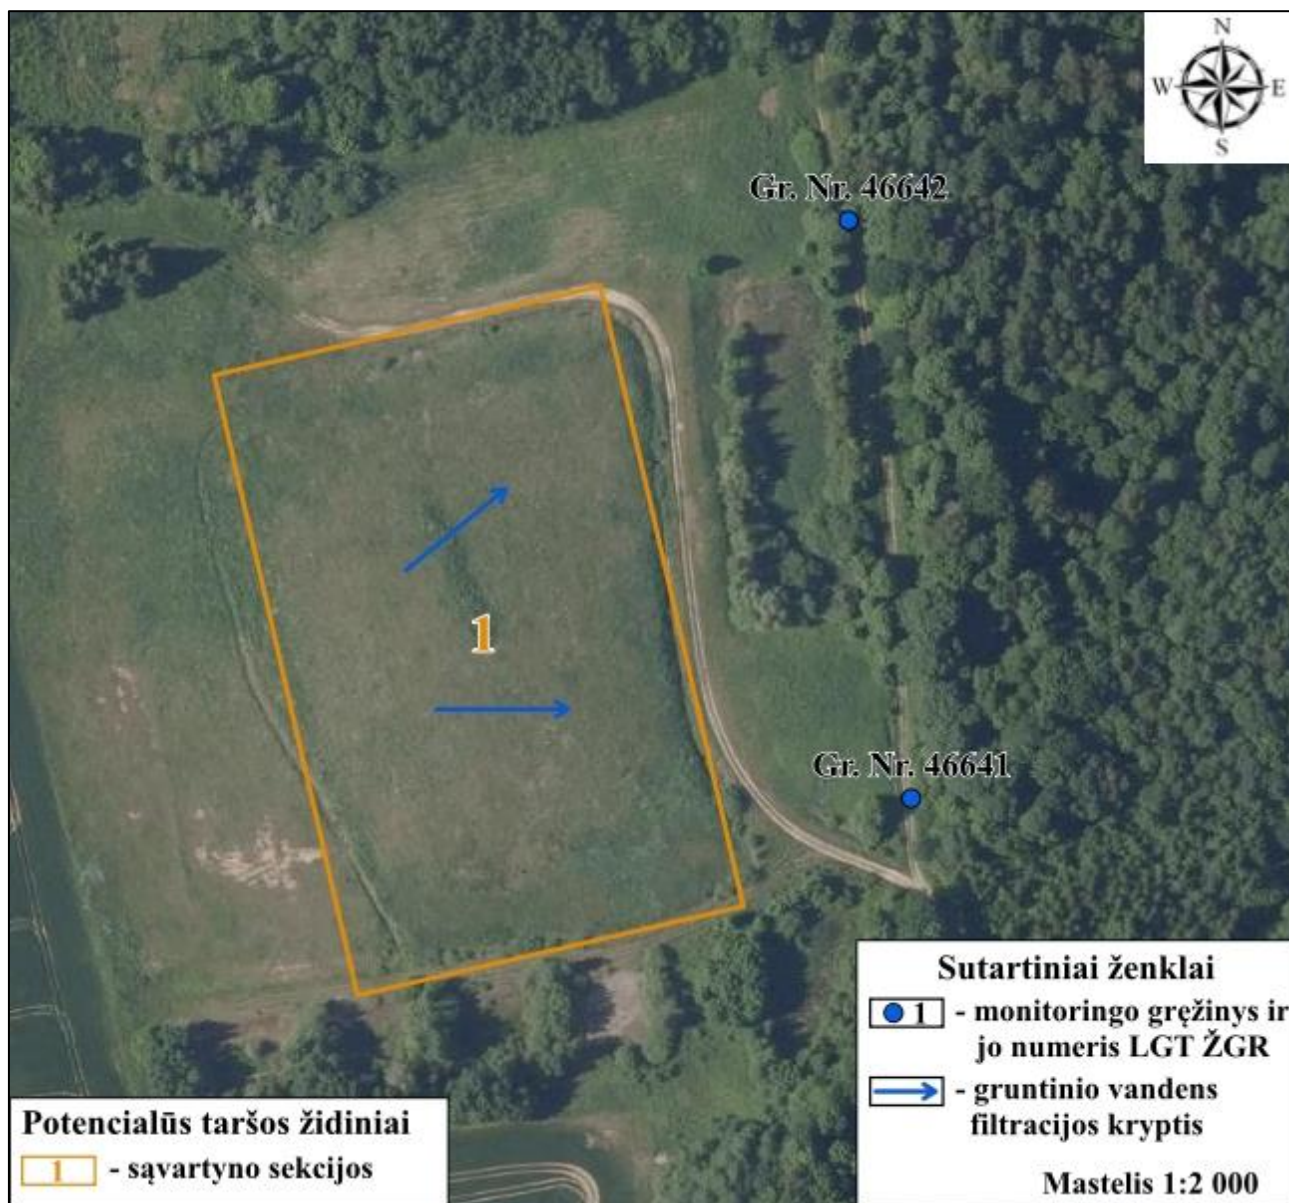 N
W
E
S
Gr. Nr. 46642
1
Gr. Nr. 46641
Sutartiniai ženklai
1 - monitoringo gręžinys ir
jo numeris LGT ŽGR
- gruntinio vandens
filtracijos kryptis
Mastelis 1:2 000
Potencialūs taršos židiniai
1 - sąvartyno sekcijos